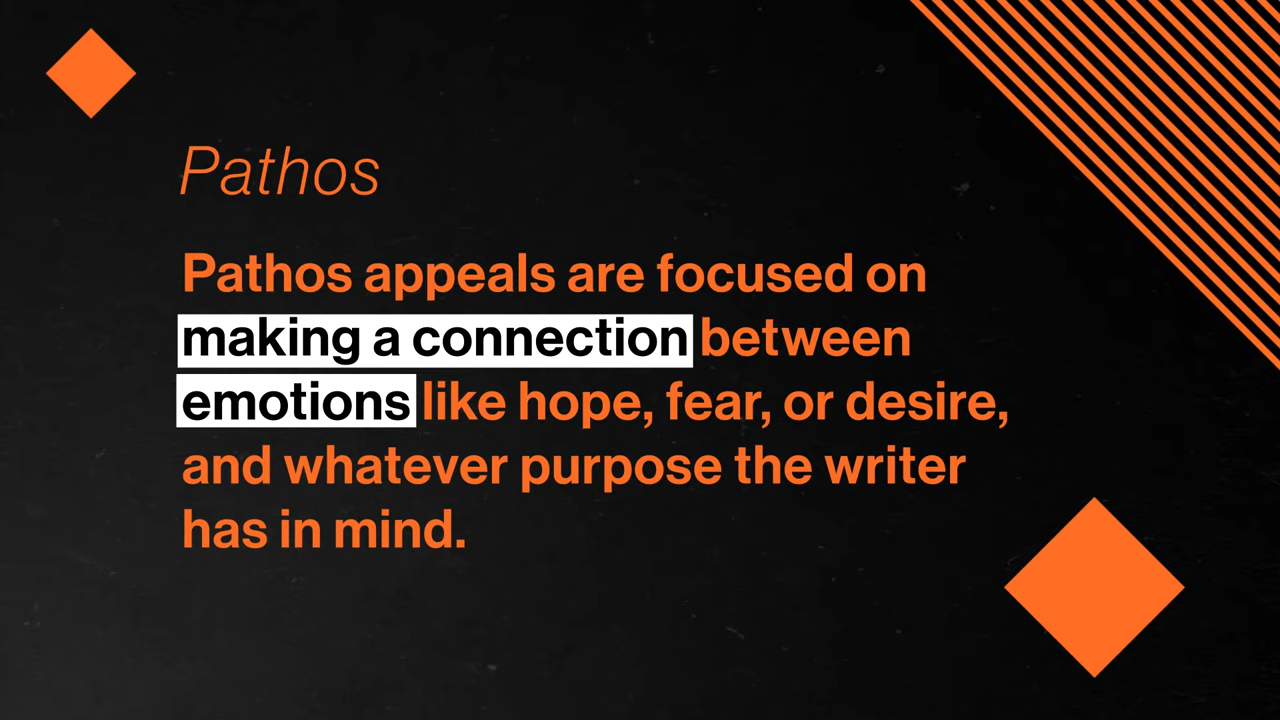 Pathos
Pathos appeals are focused on
making a connection between
emotions like hope, fear, or desire,
and whatever purpose the writer
has in mind.